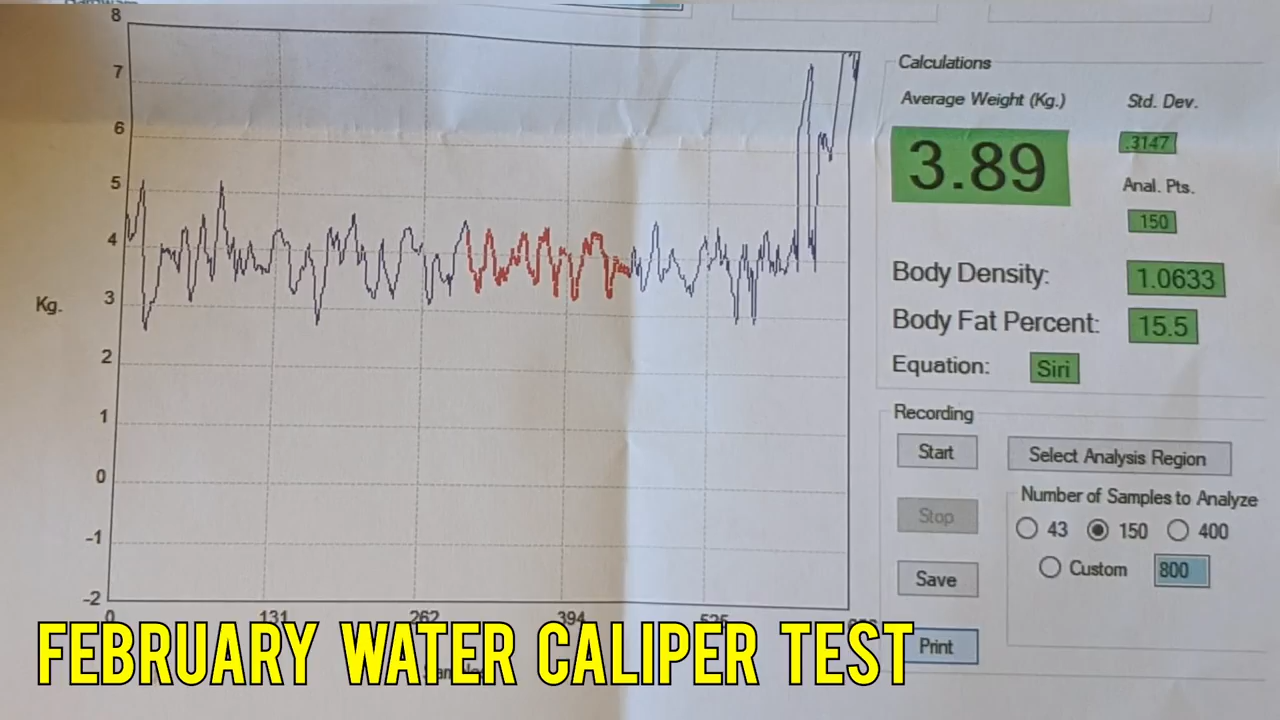 8
7
6
5
4
3
2
1
0
-1
-2
Kg.
0 131 262 394 525
Calculations
Average Weight (Kg.) Std. Dev.
3.89 .3147
Anal. Pts.
150
Body Density: 1.0633
Body Fat Percent: 15.5
Equation: Siri
Recording
Start Select Analysis Region
Number of Samples to Analyze
Stop 43 150 400
Custom 800
Save
Print
FEBRUARY WATER CALIPER TEST